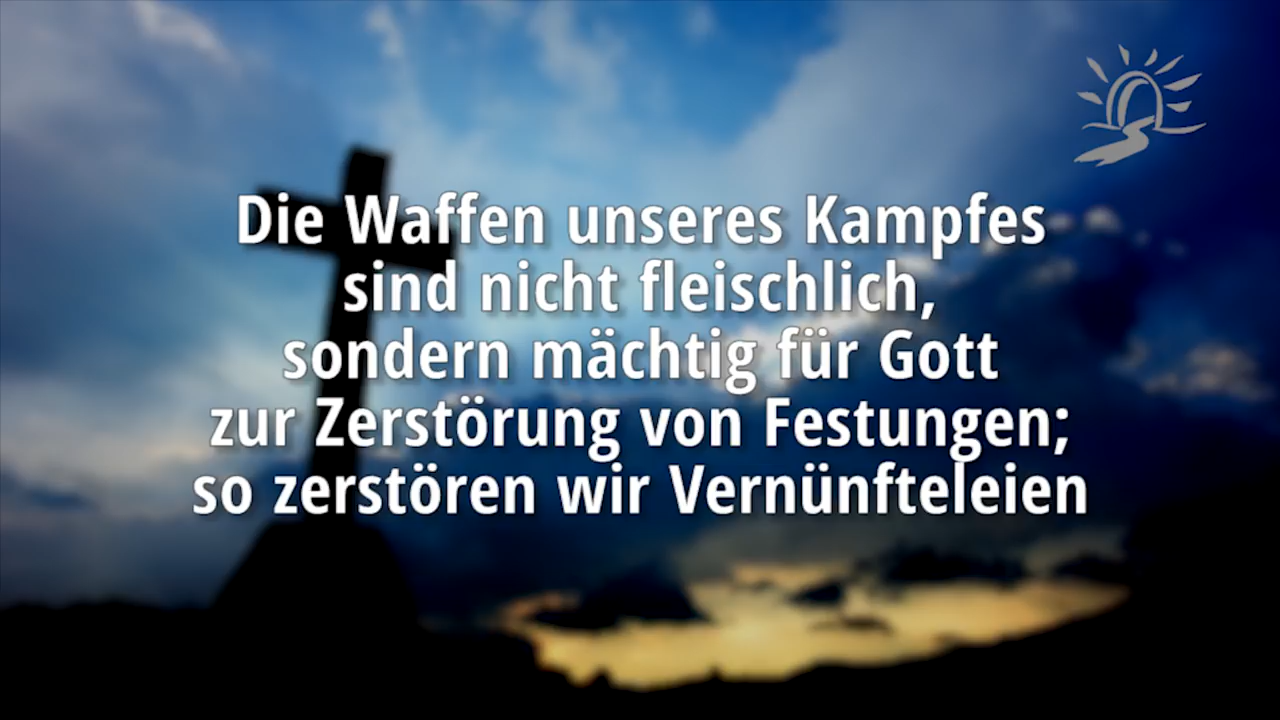 Die Waffen unseres Kampfes
sind nicht fleischlich,
sondern mächtig für Gott
zur Zerstörung von Festungen;
so zerstören wir Vernünfteleien